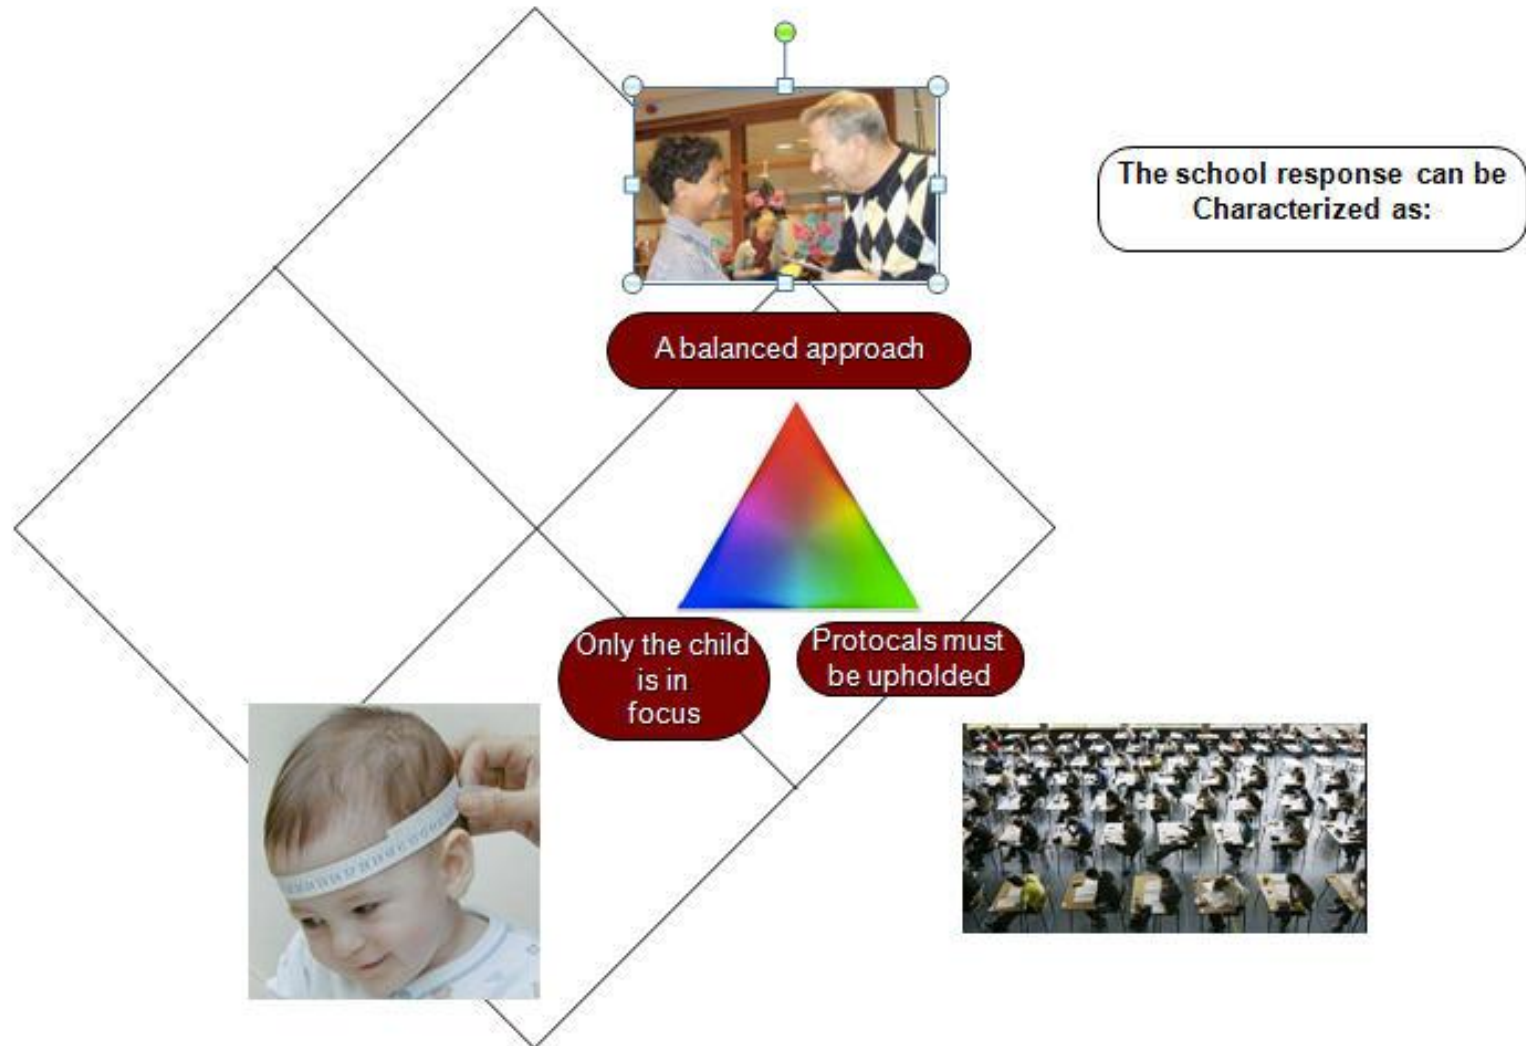 The school response can be
Characterized as:
A balanced approach
Only the child
is in
focus
Protocals must
be upholded